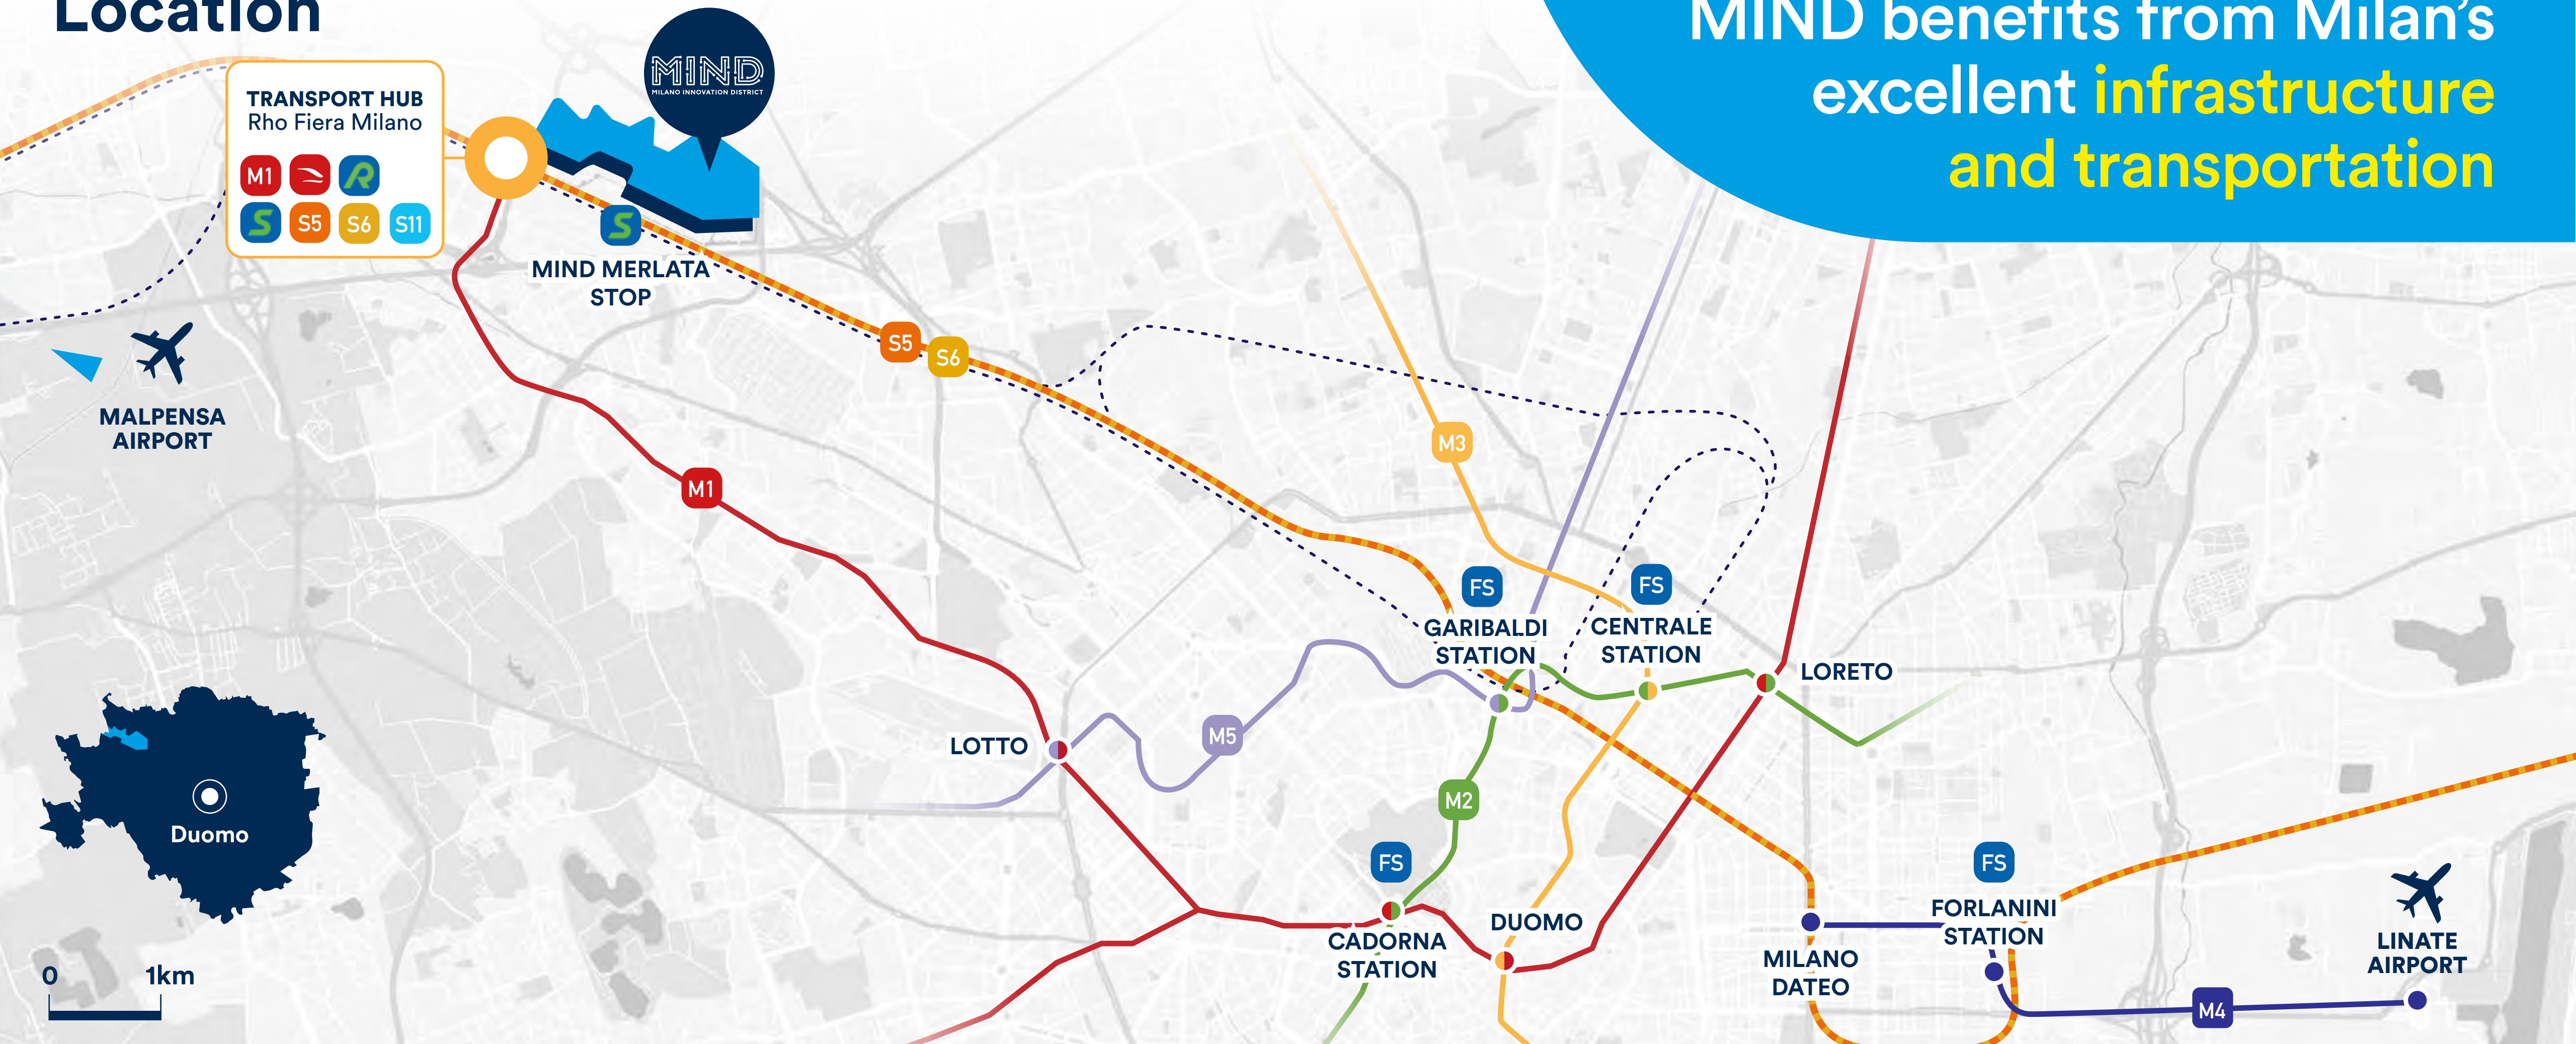 Location
MIND benefits from Milan's
excellent infrastructure
and transportation
MIND
MILANO INNOVATION DISTRICT
TRANSPORT HUB
Rho Fiera Milano
M1
R
S
S5
S6
S11
S
MIND MERLATA
STOP
S5
S6
MALPENSA
AIRPORT
M1
M3
FS
GARIBALDI
STATION
FS
CENTRALE
STATION
LORETO
LOTTO
M5
M2
Duomo
FS
CADORNA
STATION
DUOMO
MILANO
DATEO
FS
FORLANINI
STATION
LINATE
AIRPORT
M4
0
1km